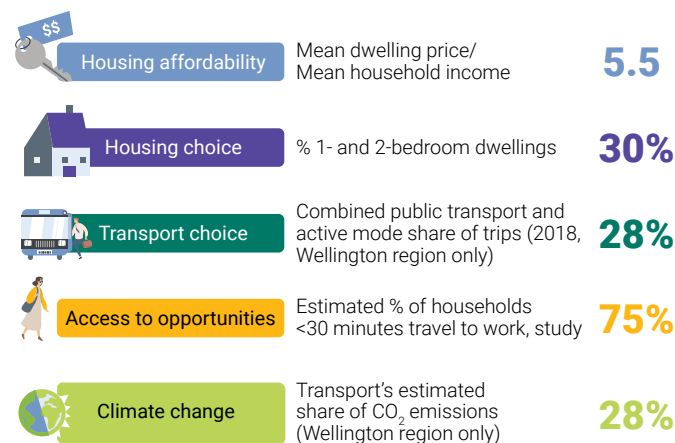 $$
Housing affordability
Mean dwelling price/
Mean household income
5.5
Housing choice
% 1- and 2-bedroom dwellings
30%
Transport choice
Combined public transport and
active mode share of trips (2018,
Wellington region only)
28%
Access to opportunities
Estimated % of households
<30 minutes travel to work, study
75%
Climate change
Transport's estimated
share of CO₂ emissions
(Wellington region only)
28%